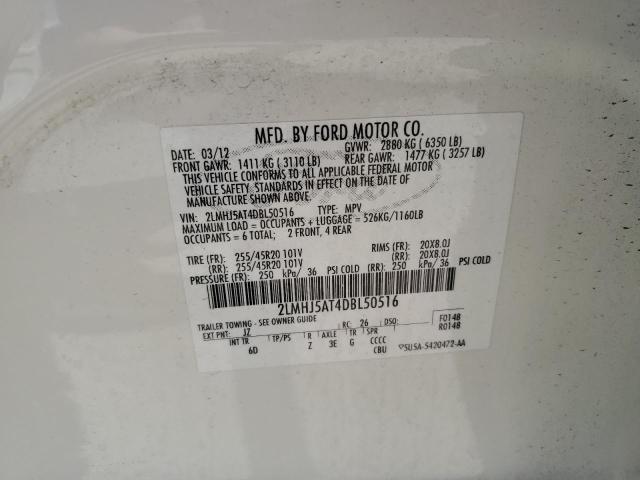 MFD. BY FORD MOTOR CO.
DATE: 03/12 GVWR: 2880 KG ( 6350 LB)
FRONT GAWR: 1411 KG ( 3110 LB) REAR GAWR: 1477 KG ( 3257 LB)
THIS VEHICLE CONFORMS TO ALL APPLICABLE FEDERAL MOTOR
VEHICLE SAFETY STANDARDS IN EFFECT ON THE DATE OF
MANUFACTURE SHOWN ABOVE.
VIN: 2LMHJ5AT4DBL50516 TYPE: MPV
MAXIMUM LOAD = OCCUPANTS + LUGGAGE = 526KG/1160LB
OCCUPANTS = 6 TOTAL; 2 FRONT, 4 REAR
TIRE (FR): 255/45R20 101V RIMS (FR): 20X8.0J
(RR): 255/45R20 101V (RR): 20X8.0J
PRESSURE (FR): 250 kPa/ 36 PSI COLD (RR): 250 kPa/ 36 PSI COLD
2LMHJ5AT4DBL50516
TRAILER TOWING - SEE OWNER GUIDE
EXT PNT: JZ RC: 26 DSO: F0148
INT TR TP/PS R AXLE TR SPR R0148
6D Z 3E G CCCC
CBU 5U5A-5420472-AA